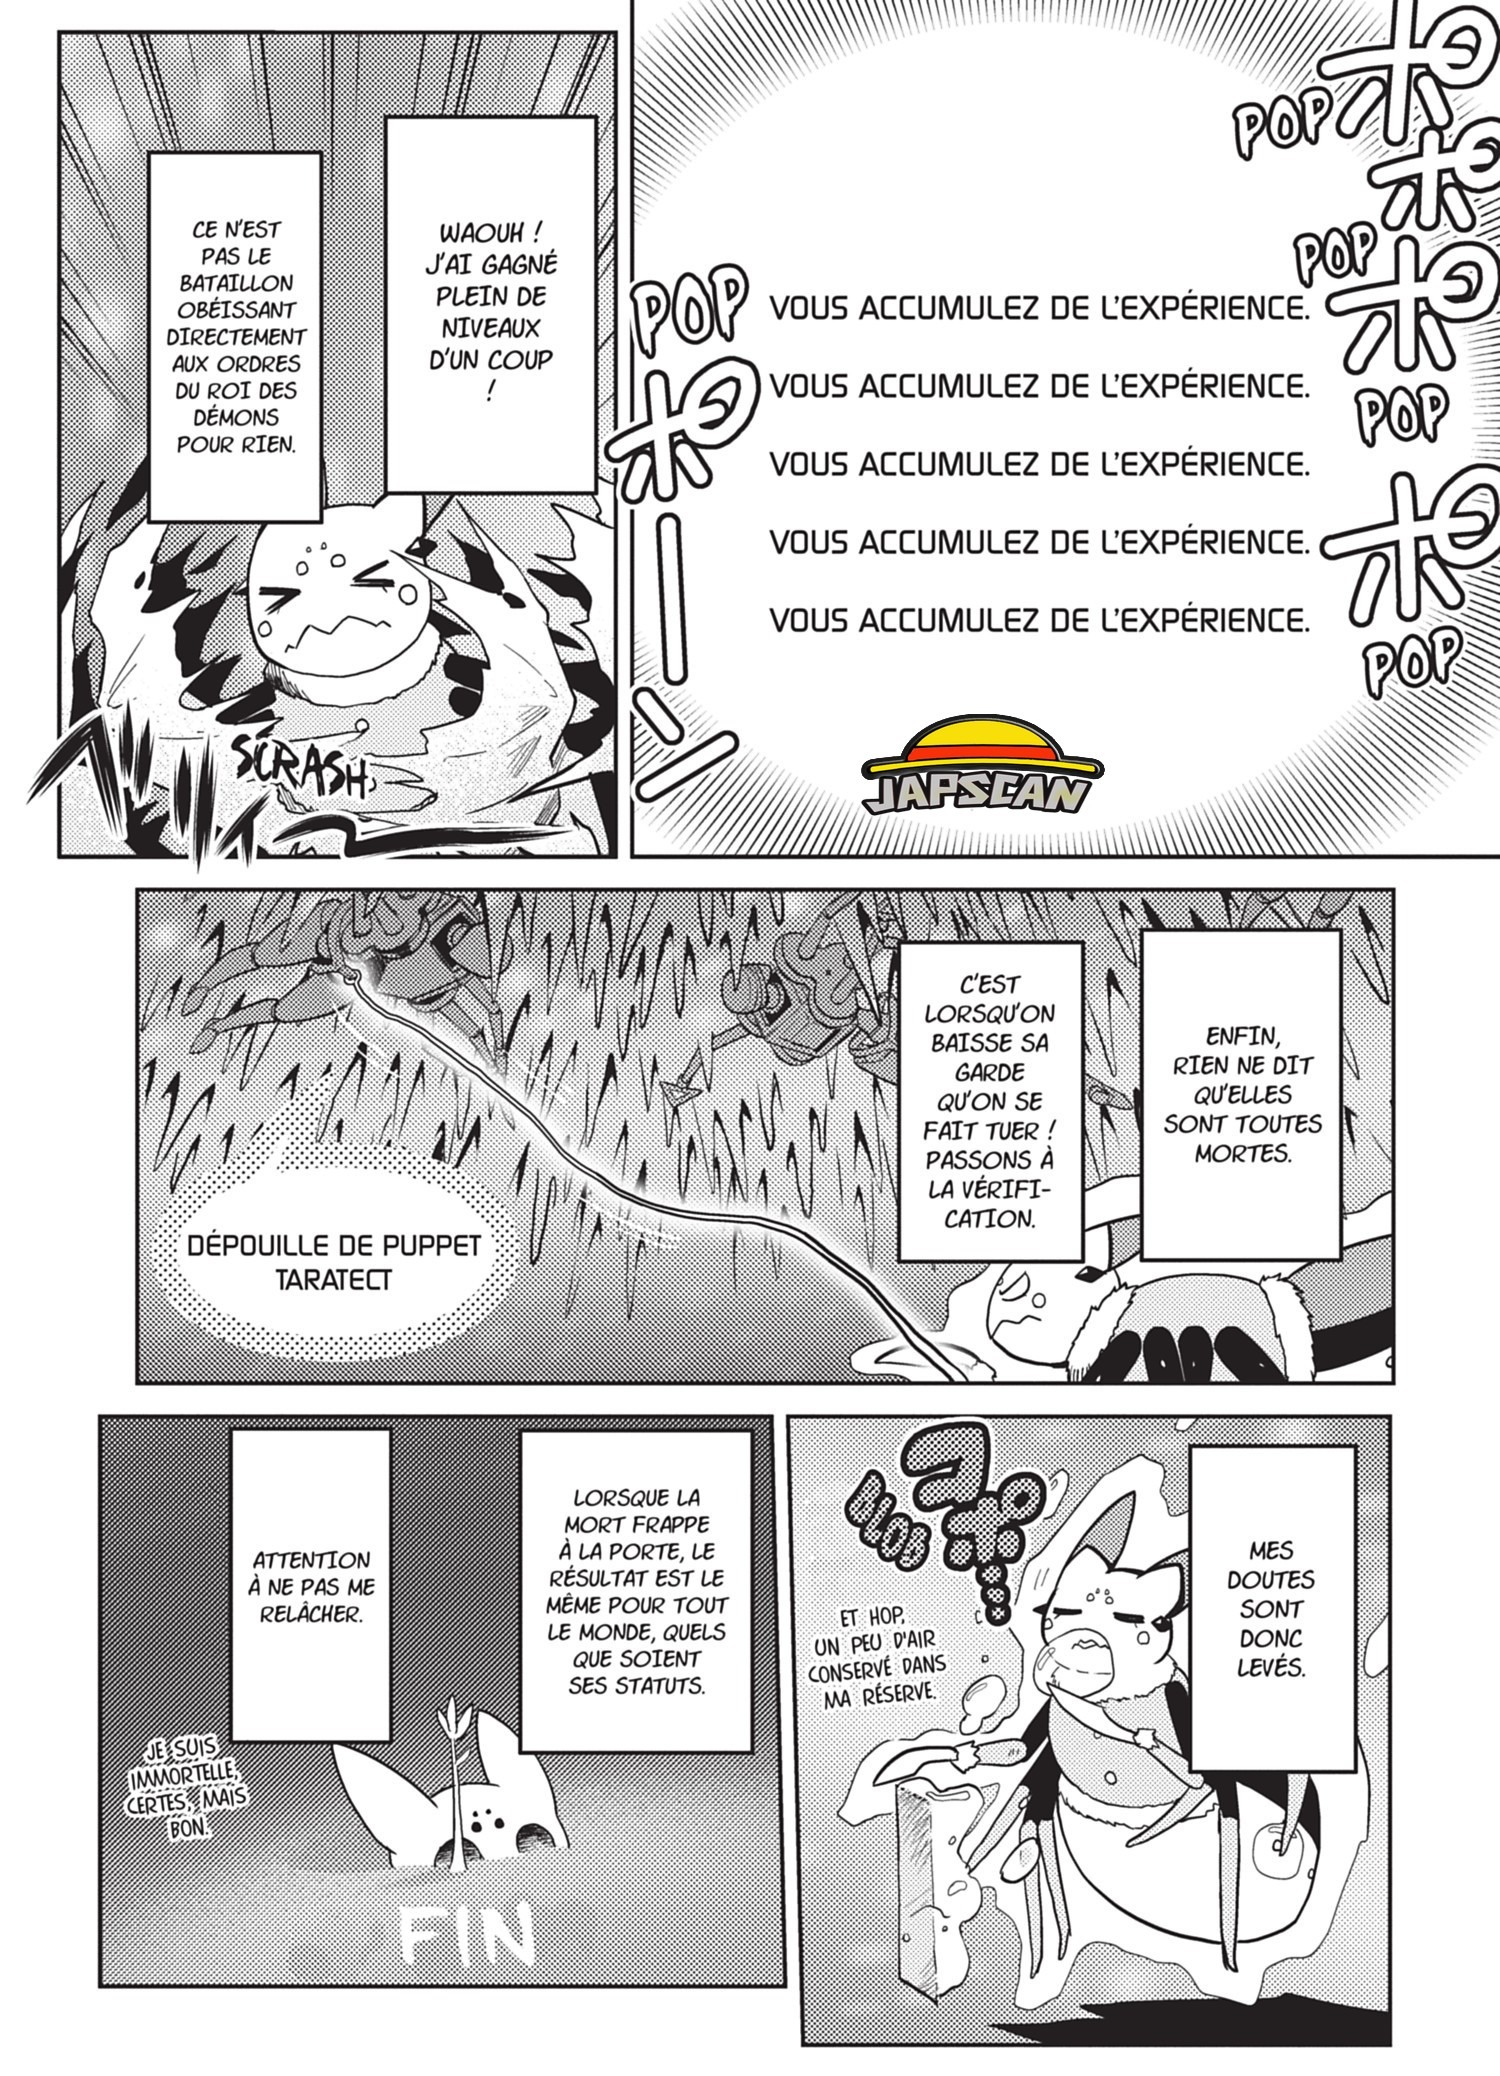 ポ
POP
ポ
POP
ポ
POP
ポ
POP
VOUS ACCUMULEZ DE L'EXPÉRIENCE.
VOUS ACCUMULEZ DE L'EXPÉRIENCE.
VOUS ACCUMULEZ DE L'EXPÉRIENCE.
VOUS ACCUMULEZ DE L'EXPÉRIENCE.
VOUS ACCUMULEZ DE L'EXPÉRIENCE.
POP
ポーン
JAPSCAN
WAOUH !
J'AI GAGNÉ
PLEIN DE
NIVEAUX
D'UN COUP
!
CE N'EST
PAS LE
BATAILLON
OBÉISSANT
DIRECTEMENT
AUX ORDRES
DU ROI DES
DÉMONS
POUR RIEN.
SCRASH
ENFIN,
RIEN NE DIT
QU'ELLES
SONT TOUTES
MORTES.
C'EST
LORSQU'ON
BAISSE SA
GARDE
QU'ON SE
FAIT TUER !
PASSONS À
LA VÉRIFI-
CATION.
DÉPOUILLE DE PUPPET
TARATECT
MES
DOUTES
SONT
DONC
LEVÉS.
コポ…
BLOB
ET HOP,
UN PEU D'AIR
CONSERVÉ DANS
MA RÉSERVE.
LORSQUE LA
MORT FRAPPE
À LA PORTE, LE
RÉSULTAT EST LE
MÊME POUR TOUT
LE MONDE, QUELS
QUE SOIENT
SES STATUTS.
ATTENTION
À NE PAS ME
RELÂCHER.
JE SUIS
IMMORTELLE,
CERTES, MAIS
BON.
FIN